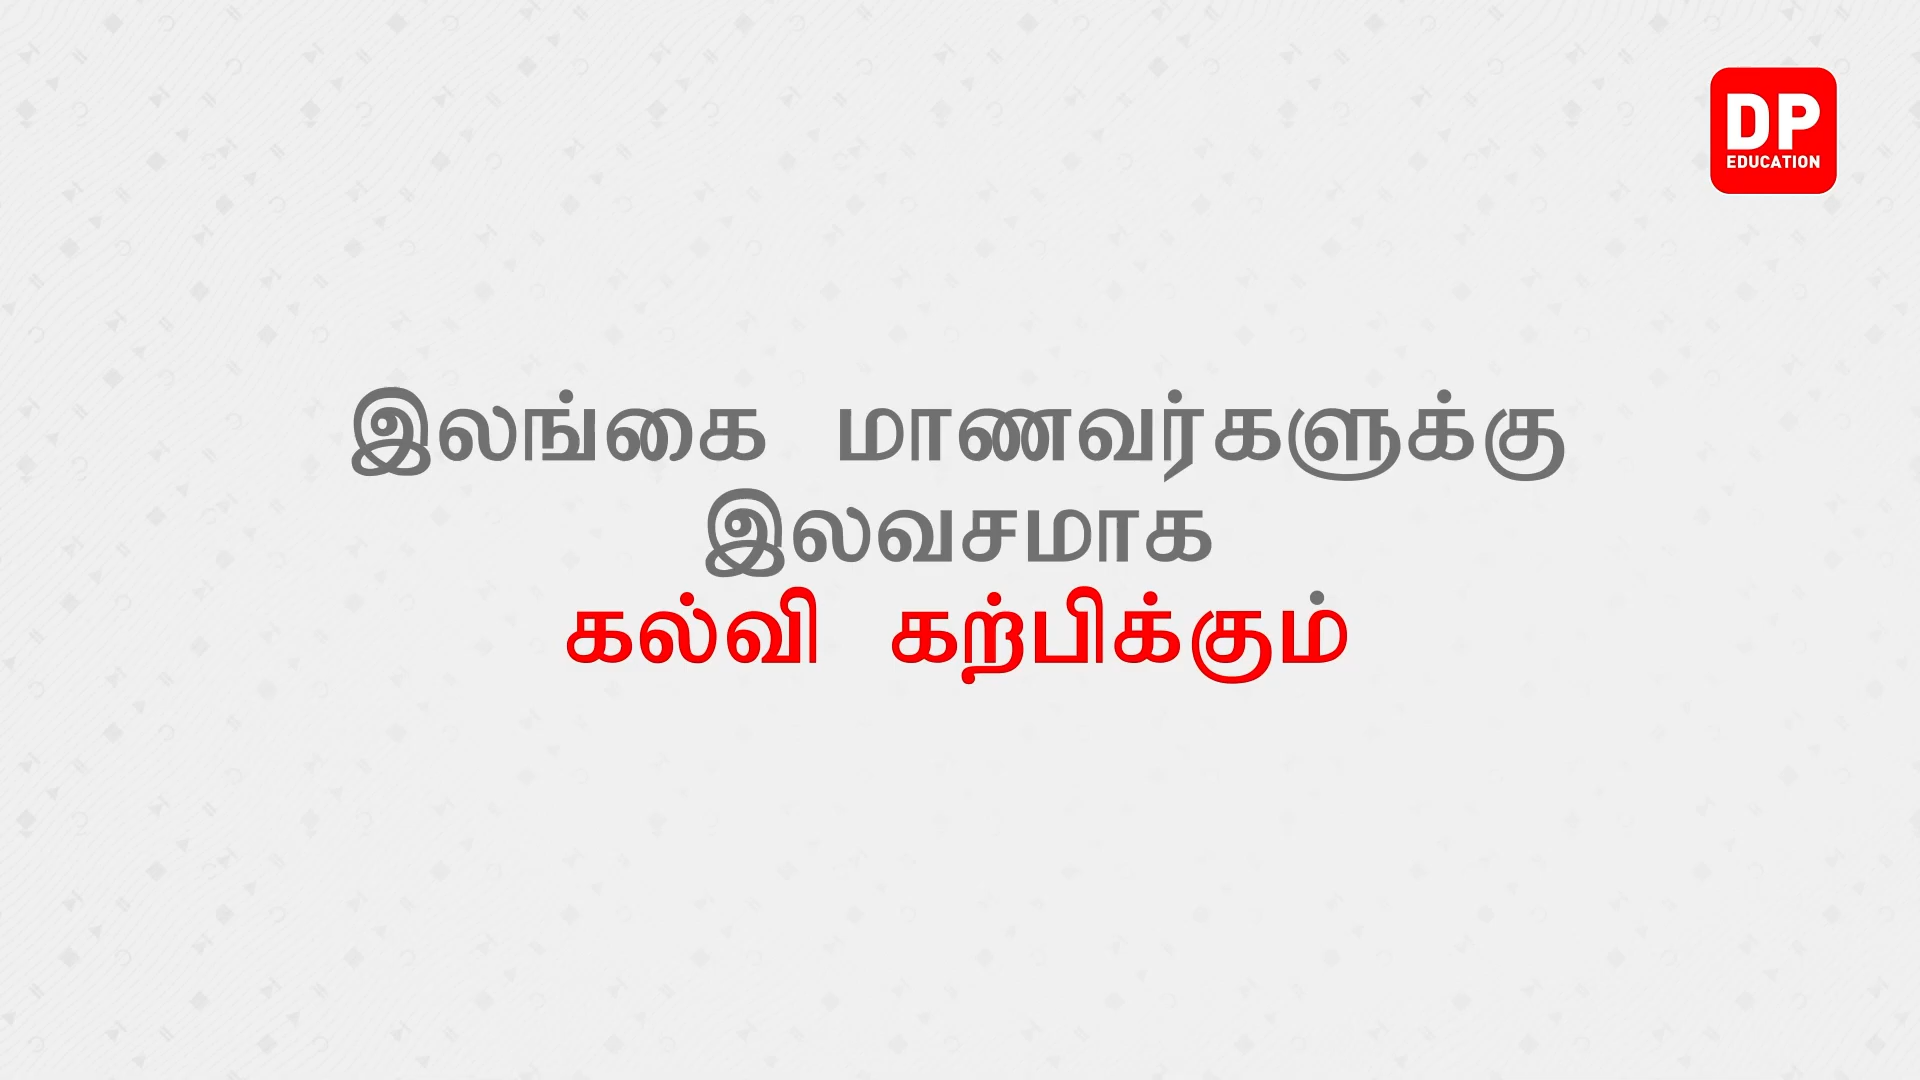 DP
EDUCATION
இலங்கை மாணவர்களுக்கு
இலவசமாக
கல்வி கற்பிக்கும்